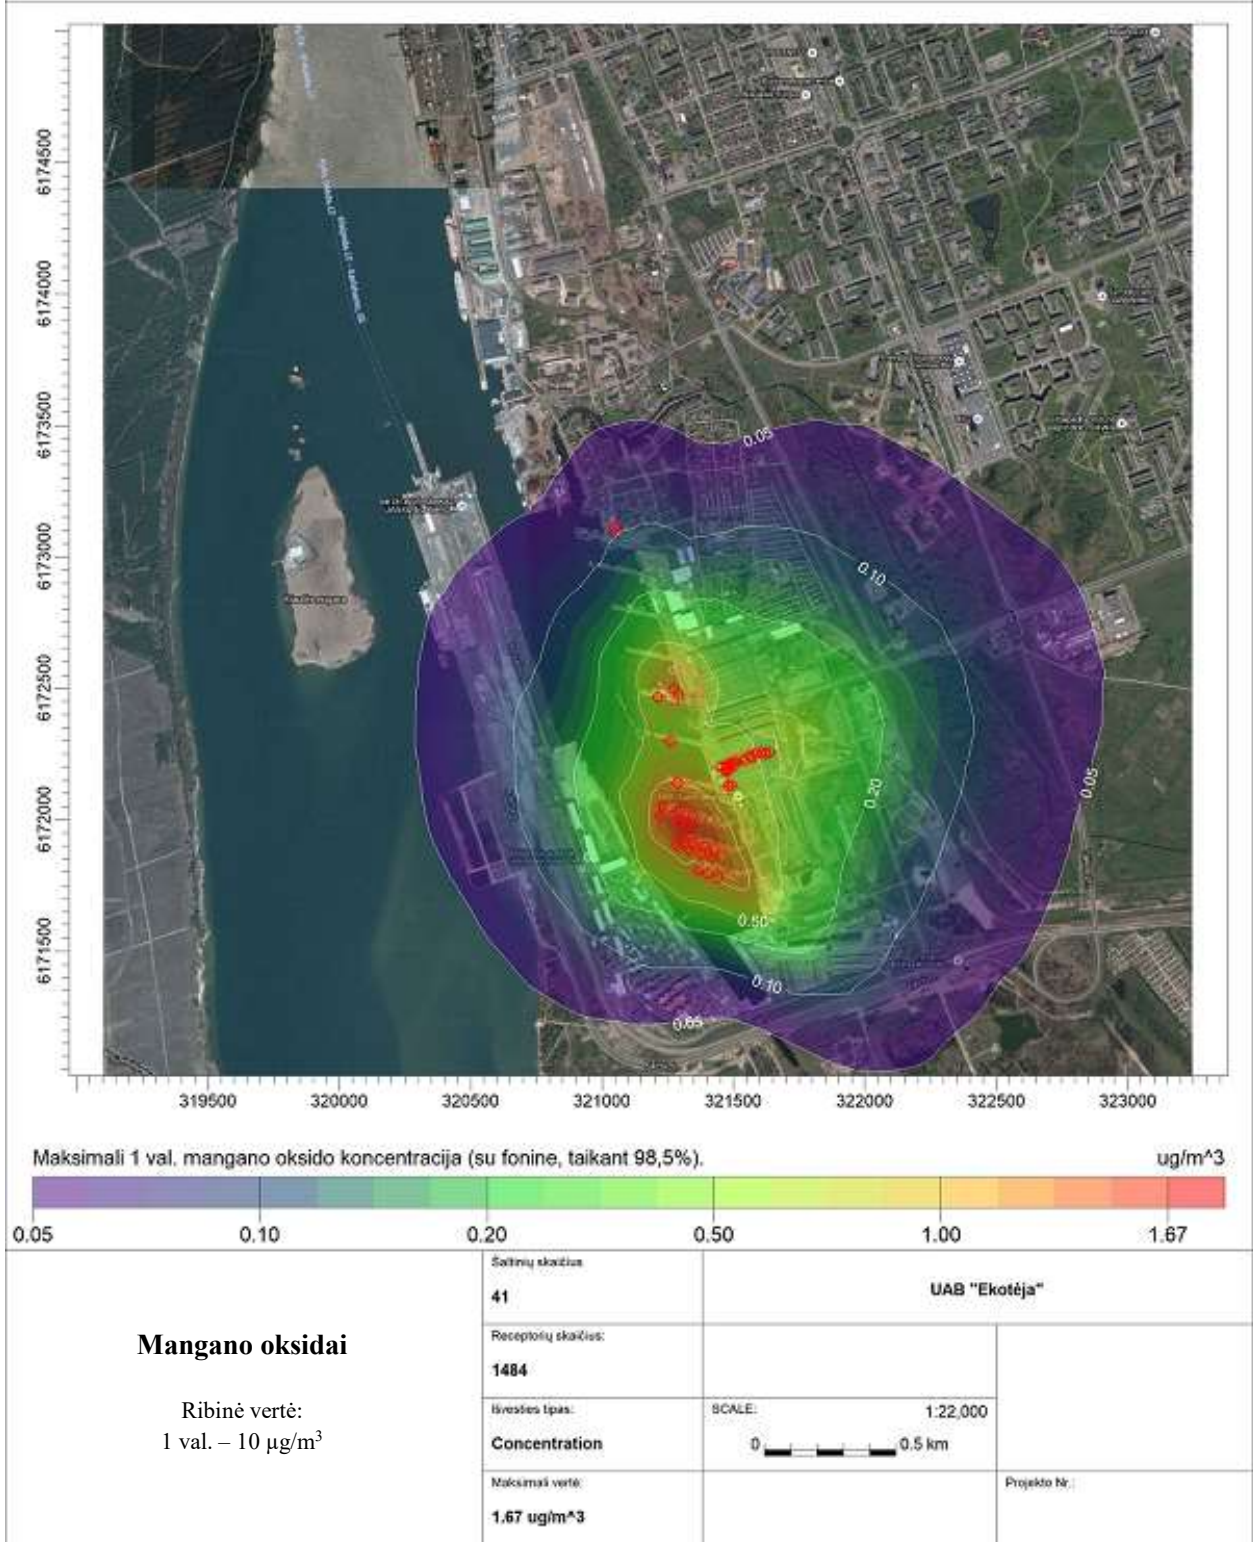 6174500
6174000
6173500
6173000
6172500
6172000
6171500
0.05
0.10
0.20
0.05
0.50
0.10
0.05
319500 320000 320500 321000 321500 322000 322500 323000
Maksimali 1 val. mangano oksido koncentracija (su fonine, taikant 98,5%). ug/m^3
0.05 0.10 0.20 0.50 1.00 1.67
Mangano oksidai
Ribinė vertė:
1 val. – 10 µg/m³
Šaltinių skaičius
41
UAB "Ekotėja"
Receptorių skaičius:
1484
Išvesties tipas:
Concentration
SCALE: 1:22,000
0 0.5 km
Maksimali vertė:
1.67 ug/m^3
Projekto Nr.: